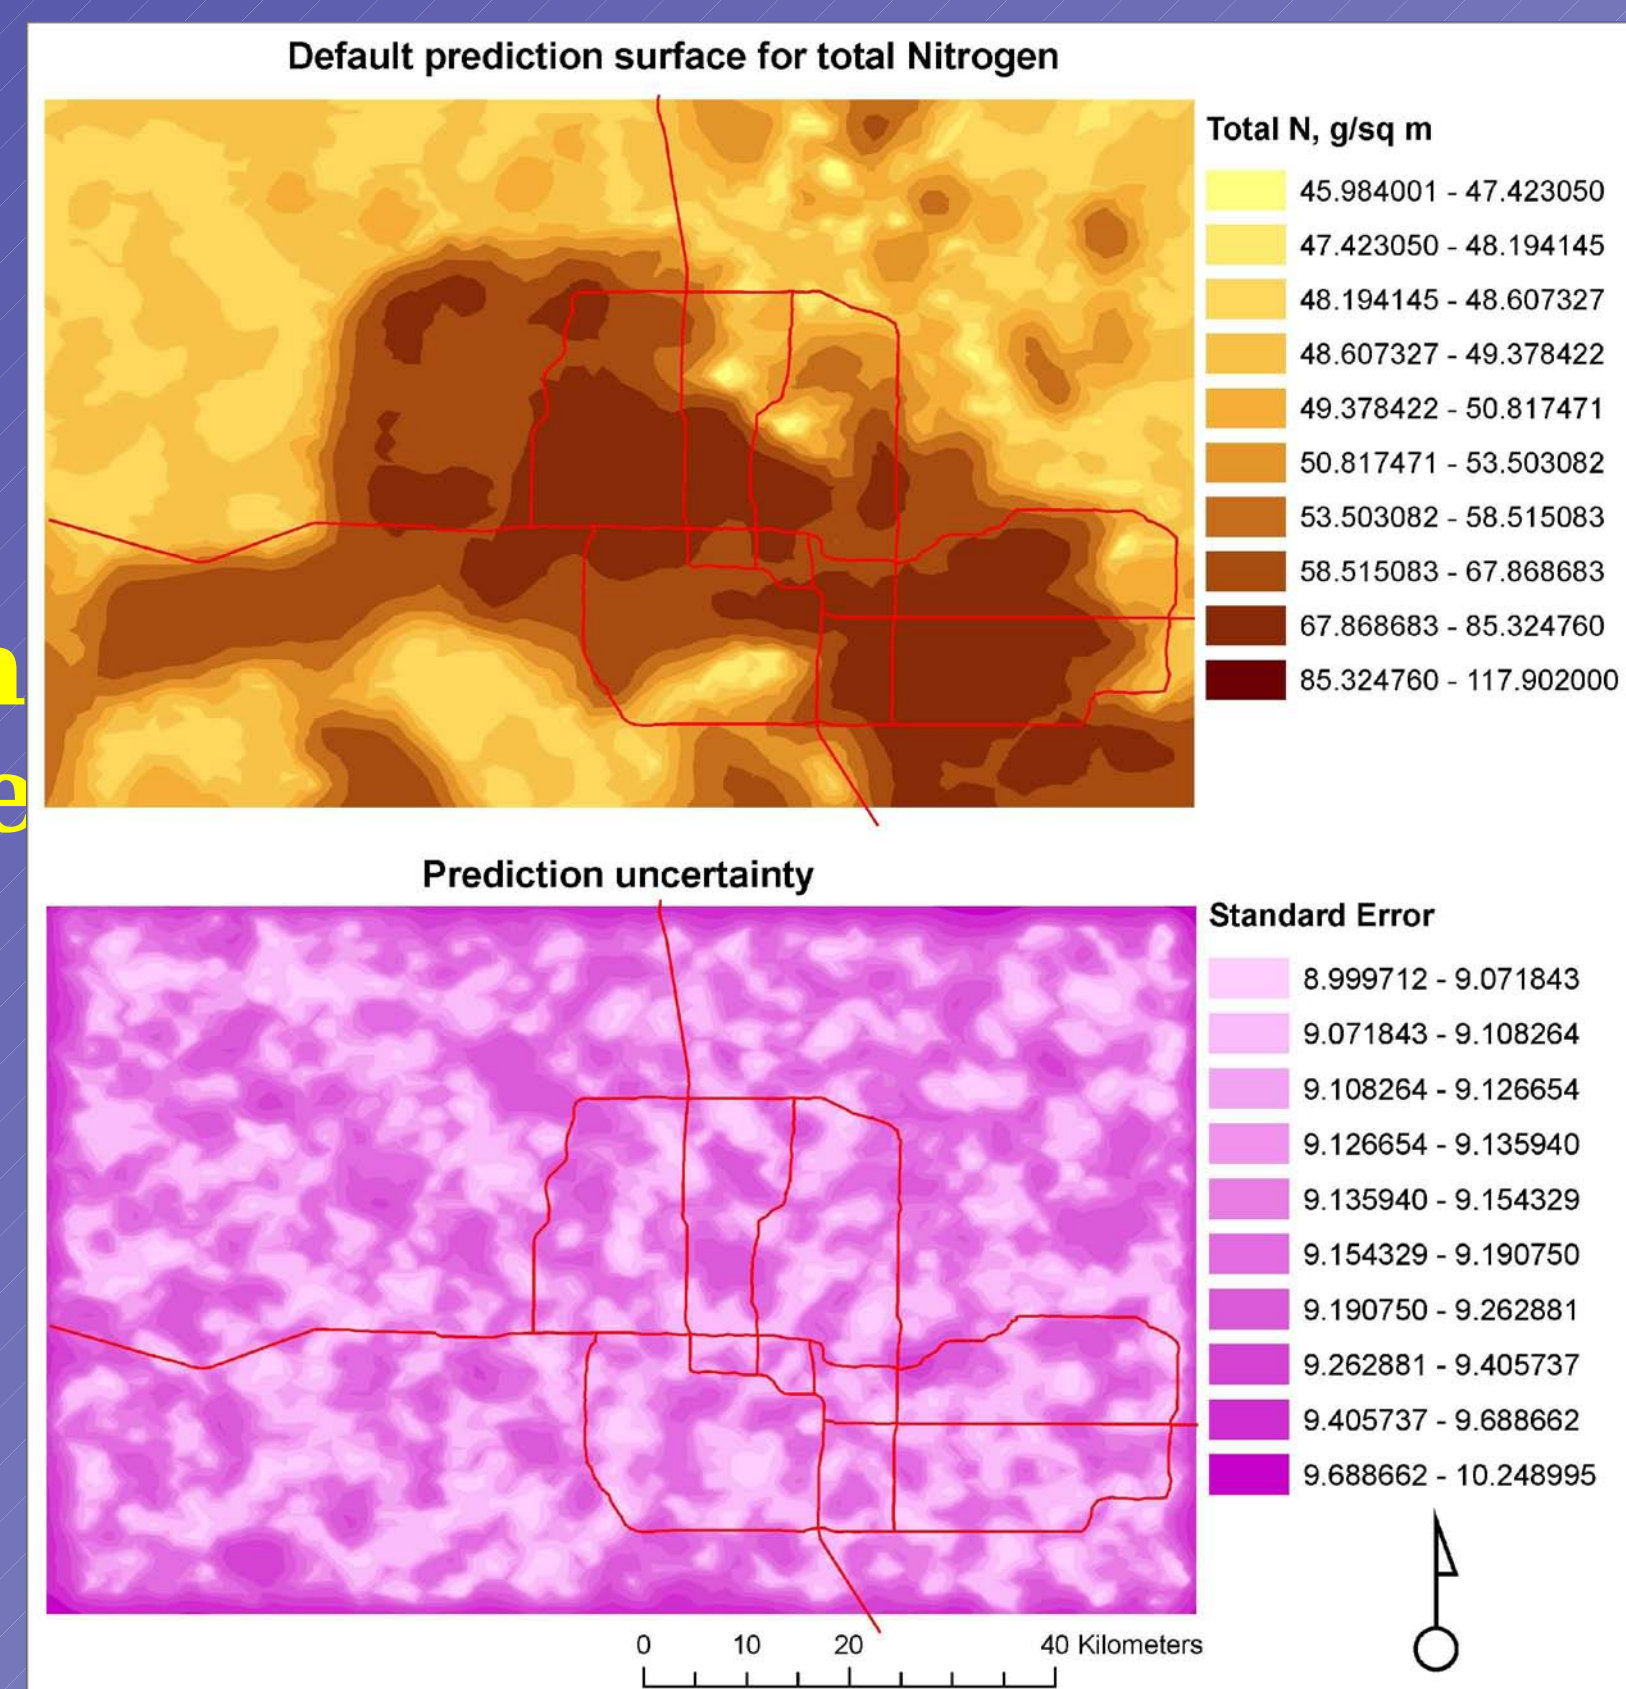 Default prediction surface for total Nitrogen
Total N, g/sq m
45.984001 - 47.423050
47.423050 - 48.194145
48.194145 - 48.607327
48.607327 - 49.378422
49.378422 - 50.817471
50.817471 - 53.503082
53.503082 - 58.515083
58.515083 - 67.868683
67.868683 - 85.324760
85.324760 - 117.902000
Prediction uncertainty
Standard Error
8.999712 - 9.071843
9.071843 - 9.108264
9.108264 - 9.126654
9.126654 - 9.135940
9.135940 - 9.154329
9.154329 - 9.190750
9.190750 - 9.262881
9.262881 - 9.405737
9.405737 - 9.688662
9.688662 - 10.248995
0 10 20 40 Kilometers